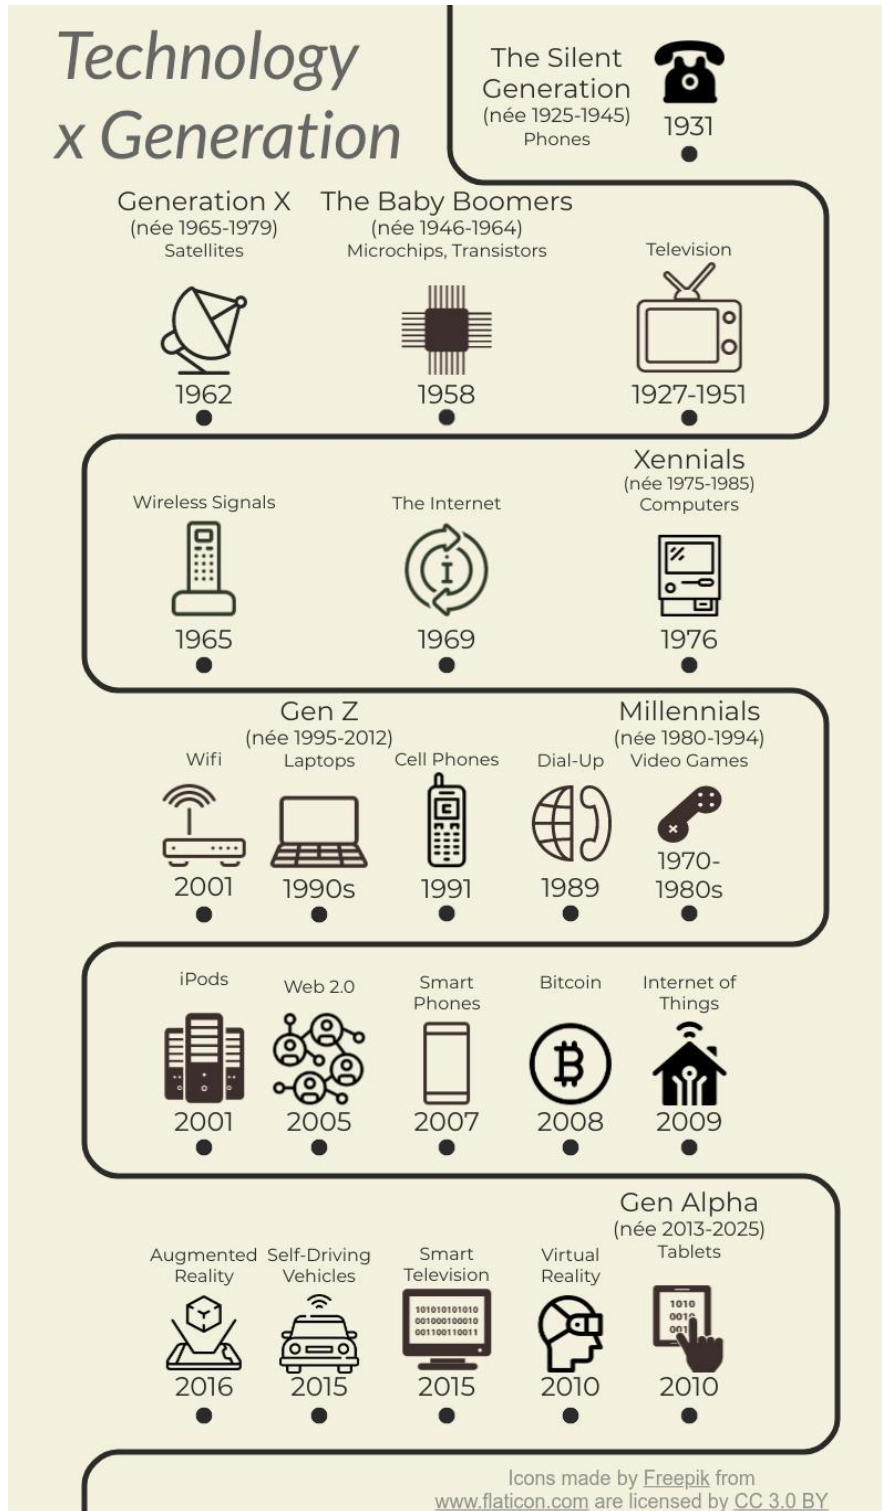 Technology
x Generation
The Silent
Generation
(née 1925-1945)
Phones
1931
Generation X
(née 1965-1979)
Satellites
1962
The Baby Boomers
(née 1946-1964)
Microchips, Transistors
1958
Television
1927-1951
Wireless Signals
1965
The Internet
1969
Xennials
(née 1975-1985)
Computers
1976
Wifi
2001
Gen Z
(née 1995-2012)
Laptops
1990s
Cell Phones
1991
Dial-Up
1989
Millennials
(née 1980-1994)
Video Games
1970-
1980s
iPods
2001
Web 2.0
2005
Smart
Phones
2007
Bitcoin
2008
Internet of
Things
2009
Augmented
Reality
2016
Self-Driving
Vehicles
2015
Smart
Television
101010101010
001000100010
001100110011
2015
Virtual
Reality
2010
Gen Alpha
(née 2013-2025)
Tablets
1010
2010
Icons made by Freepik from
www.flaticon.com are licensed by CC 3.0 BY